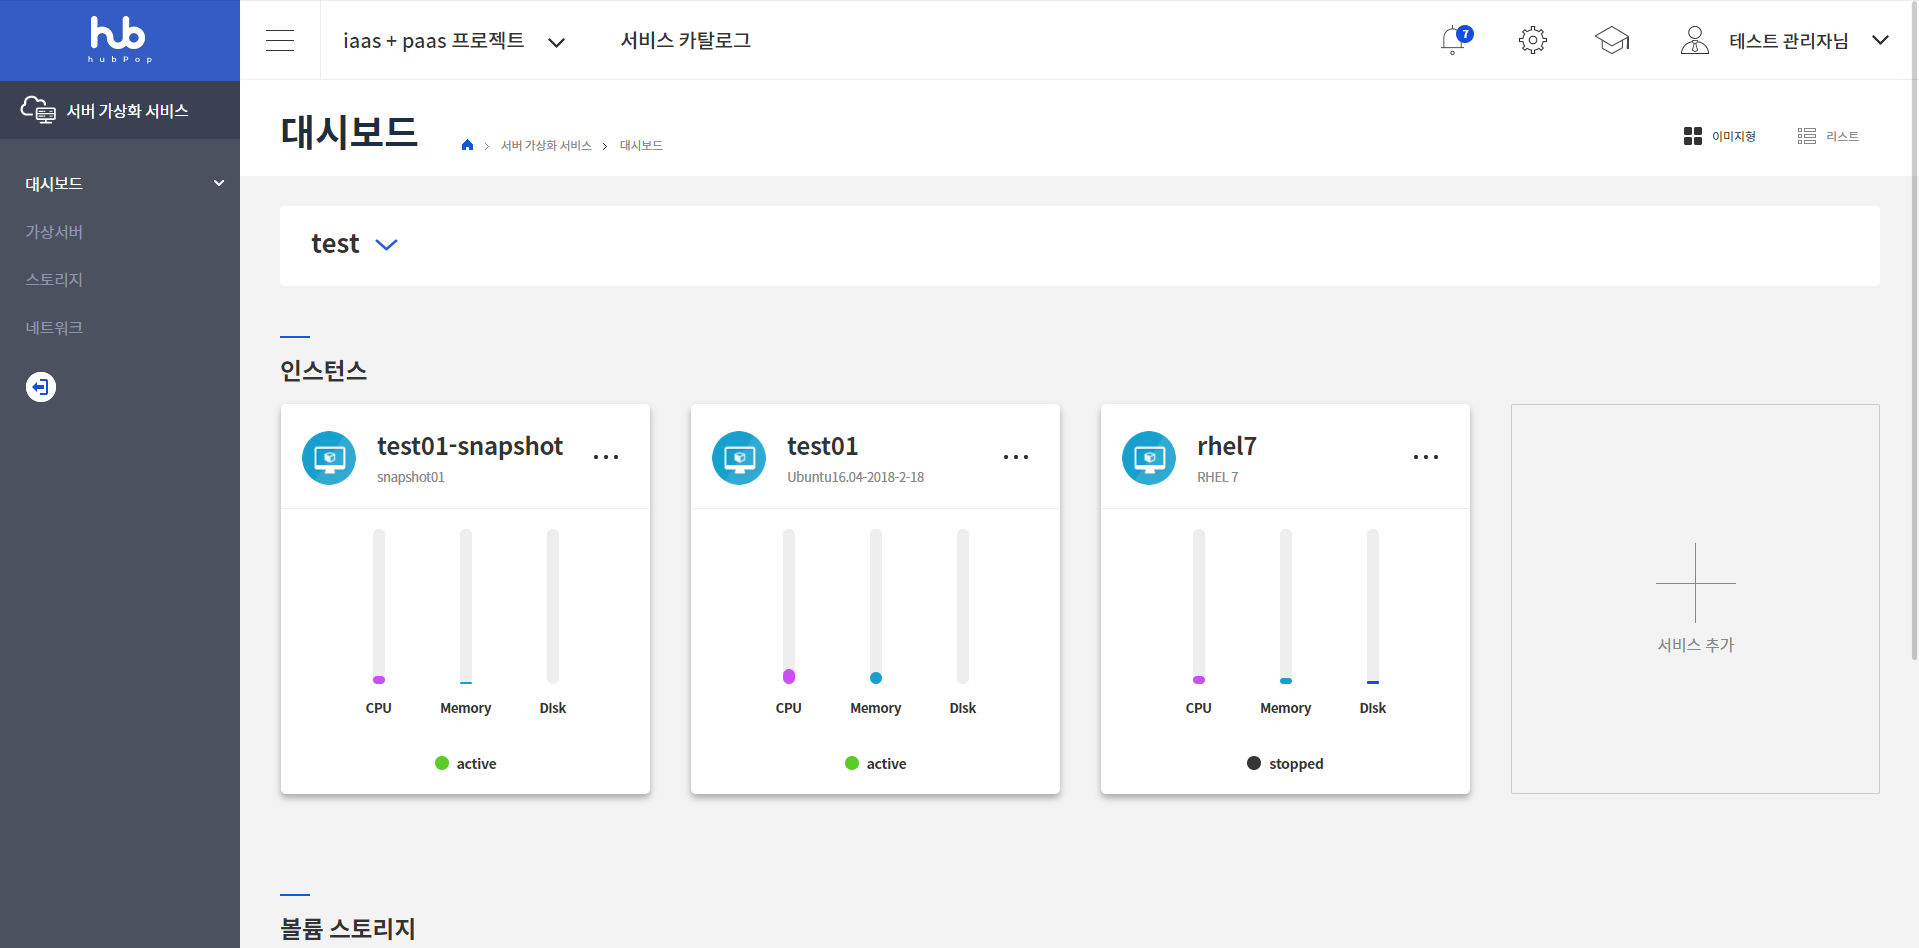 hub
hubPop
iaas + paas 프로젝트
서비스 카탈로그
7
테스트 관리자님
서버 가상화 서비스
대시보드
가상서버
스토리지
네트워크
대시보드
서버 가상화 서비스
대시보드
이미지형
리스트
test
인스턴스
test01-snapshot
snapshot01
CPU
Memory
Disk
active
test01
Ubuntu16.04-2018-2-18
CPU
Memory
Disk
active
rhel7
RHEL 7
CPU
Memory
Disk
stopped
서비스 추가
볼륨 스토리지